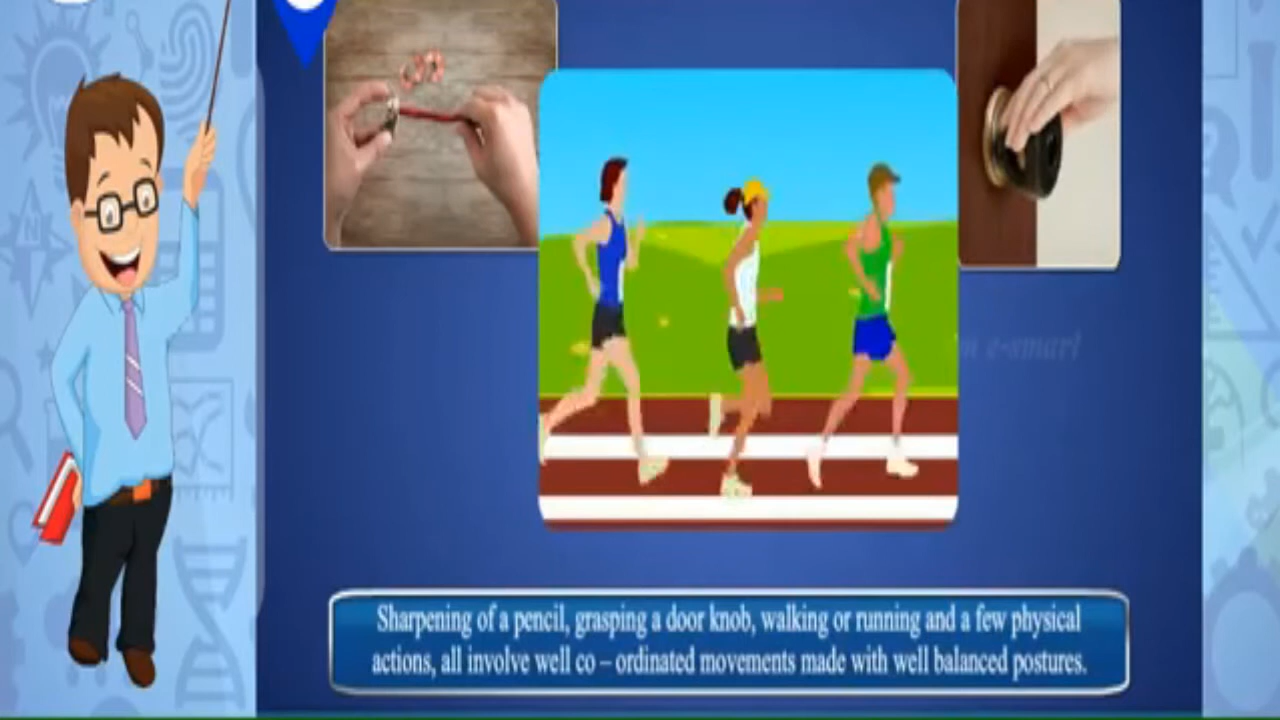 n e-smart
Sharpening of a pencil, grasping a door knob, walking or running and a few physical
actions, all involve well co – ordinated movements made with well balanced postures.